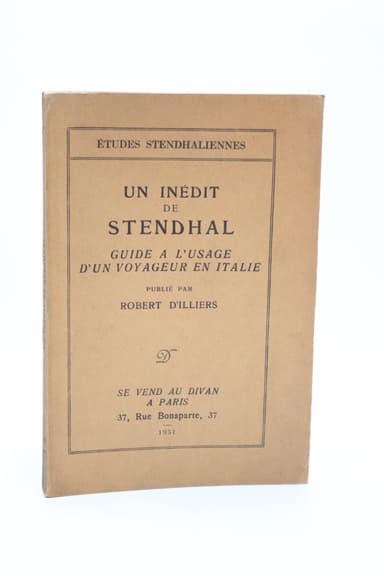 ÉTUDES STENDHALIENNES
UN INÉDIT
DE
STENDHAL
GUIDE A L'USAGE
D'UN VOYAGEUR EN ITALIE
PUBLIÉ PAR
ROBERT D'ILLIERS
D
SE VEND AU DIVAN
A PARIS
37, Rue Bonaparte, 37
1931